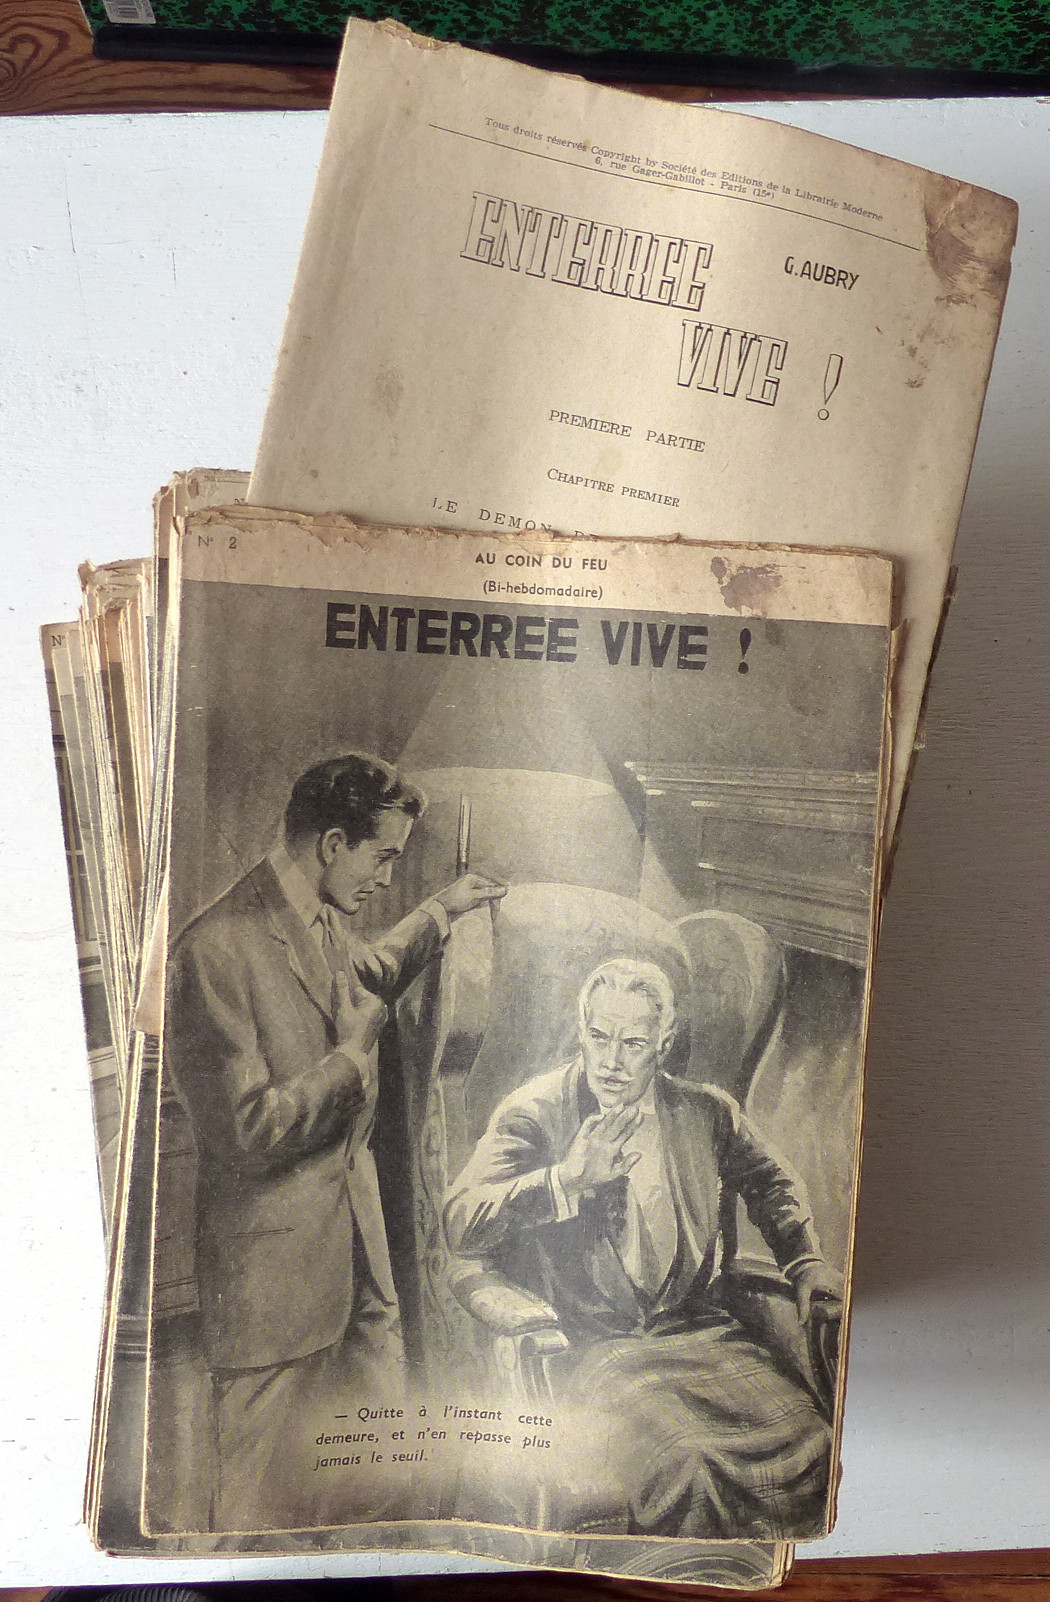 Tous droits réservés Copyright by Société des Editions de la Librairie Moderne
6, rue Gager-Gabillot - Paris (15e)
ENTERREE
G. AUBRY
VIVE !
PREMIERE PARTIE
CHAPITRE PREMIER
LE DEMON
N° 2
AU COIN DU FEU
(Bi-hebdomadaire)
N°
ENTERREE VIVE !
— Quitte à l'instant cette
demeure, et n'en repasse plus
jamais le seuil.